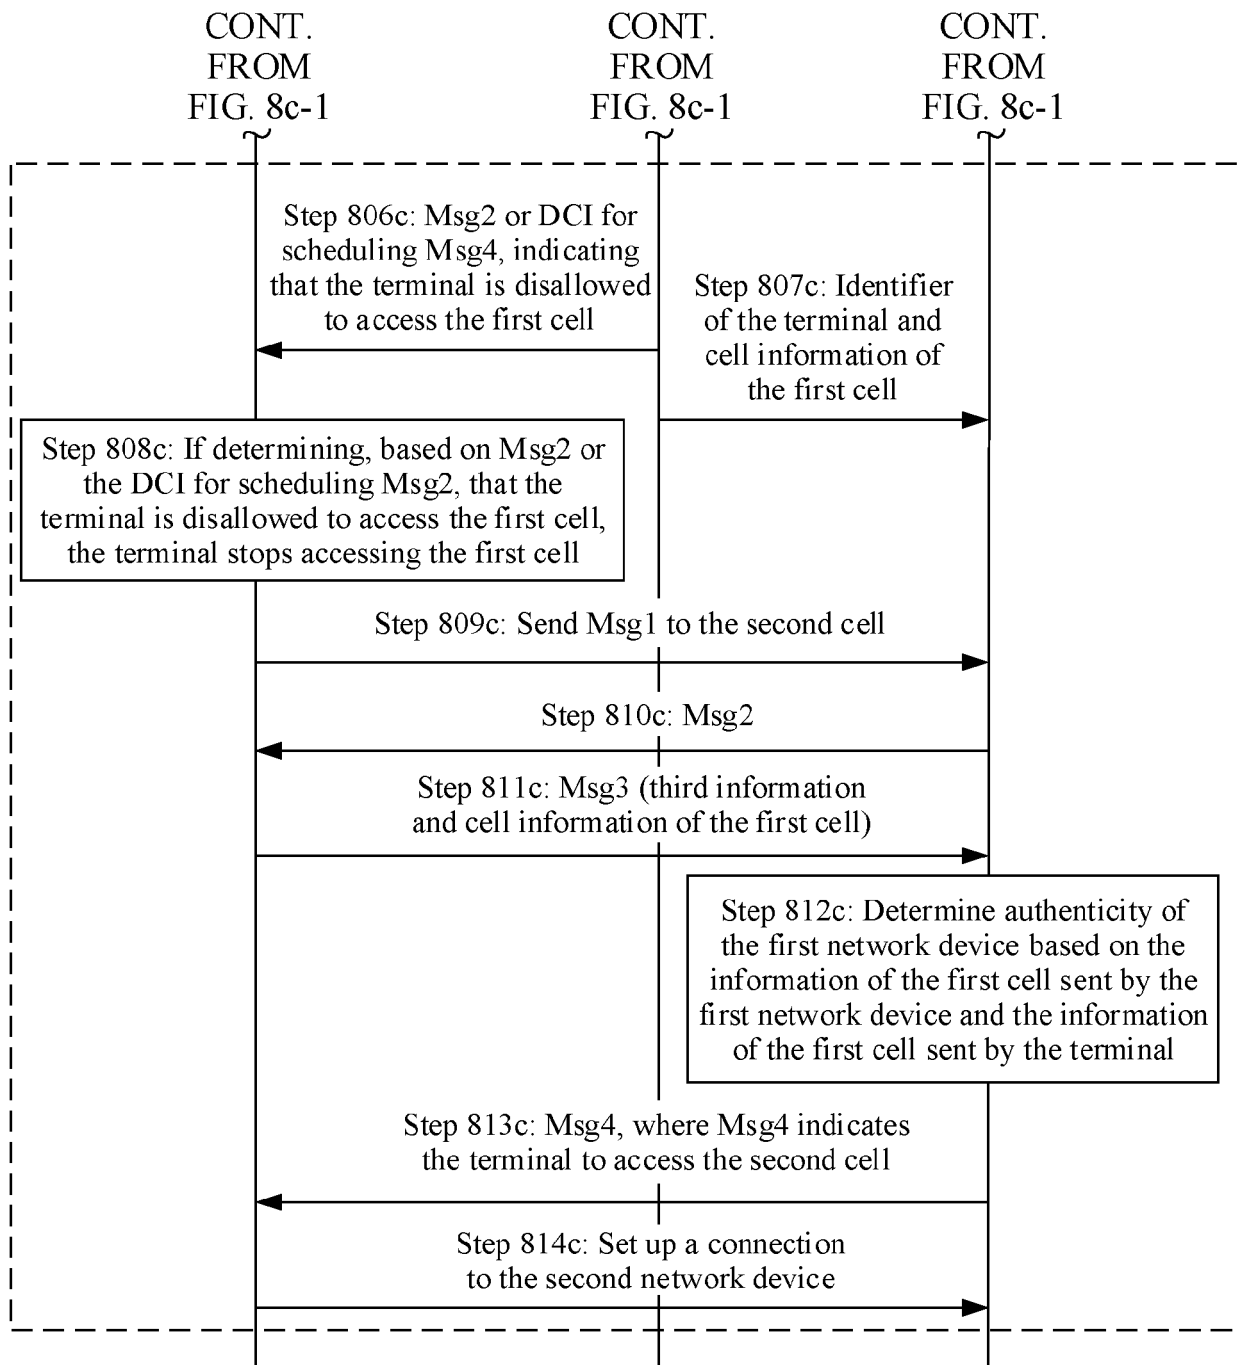 CONT.
FROM
FIG. 8c-1
CONT.
FROM
FIG. 8c-1
CONT.
FROM
FIG. 8c-1
Step 806c: Msg2 or DCI for
scheduling Msg4, indicating
that the terminal is disallowed
to access the first cell
Step 807c: Identifier
of the terminal and
cell information of
the first cell
Step 808c: If determining, based on Msg2 or
the DCI for scheduling Msg2, that the
terminal is disallowed to access the first cell,
the terminal stops accessing the first cell
Step 809c: Send Msg1 to the second cell
Step 810c: Msg2
Step 811c: Msg3 (third information
and cell information of the first cell)
Step 812c: Determine authenticity of
the first network device based on the
information of the first cell sent by the
first network device and the information
of the first cell sent by the terminal
Step 813c: Msg4, where Msg4 indicates
the terminal to access the second cell
Step 814c: Set up a connection
to the second network device